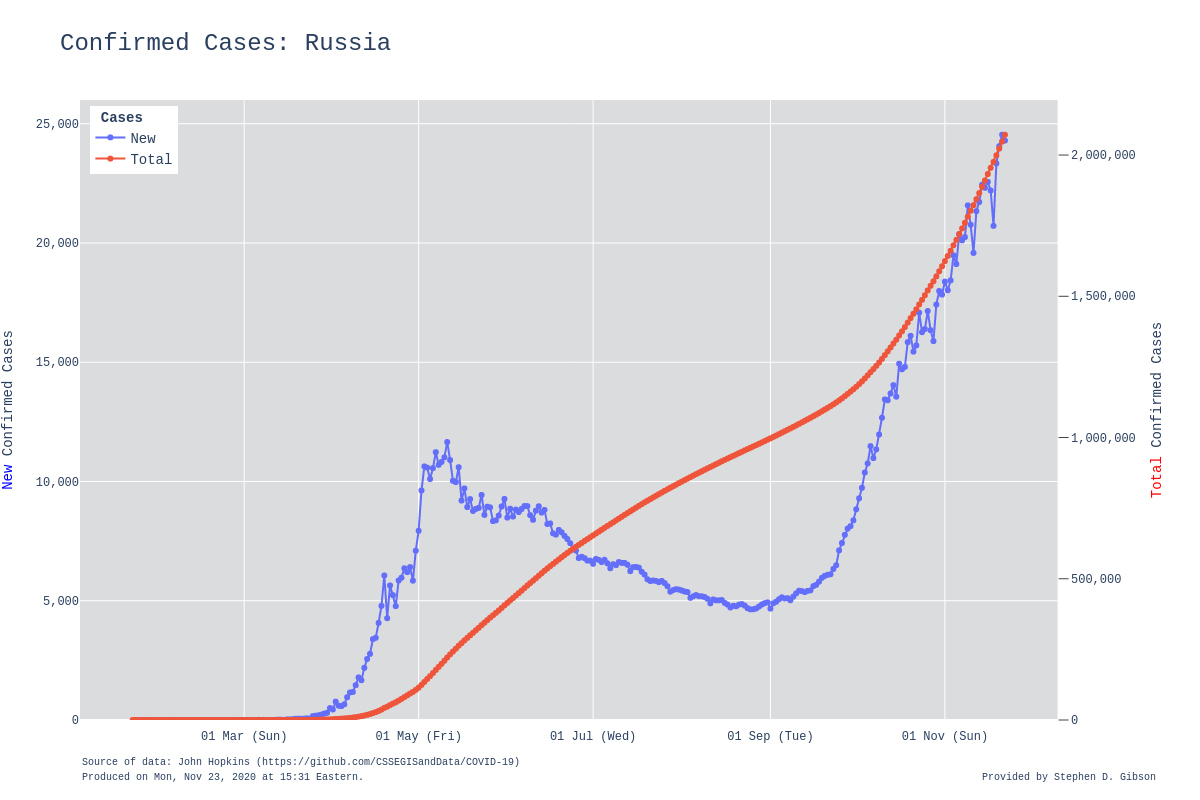 Confirmed Cases: Russia
Cases
New
Total
25,000
20,000
15,000
10,000
5,000
0
2,000,000
1,500,000
1,000,000
500,000
0
New Confirmed Cases
Total Confirmed Cases
01 Mar (Sun)
01 May (Fri)
01 Jul (Wed)
01 Sep (Tue)
01 Nov (Sun)
Source of data: John Hopkins (https://github.com/CSSEGISandData/COVID-19)
Produced on Mon, Nov 23, 2020 at 15:31 Eastern.
Provided by Stephen D. Gibson